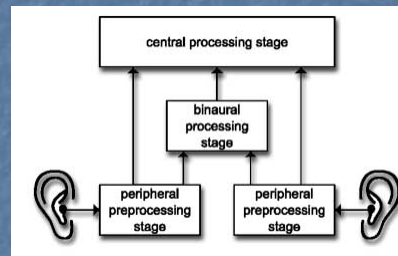 central processing stage
binaural
processing
stage
peripheral
preprocessing
stage
peripheral
preprocessing
stage